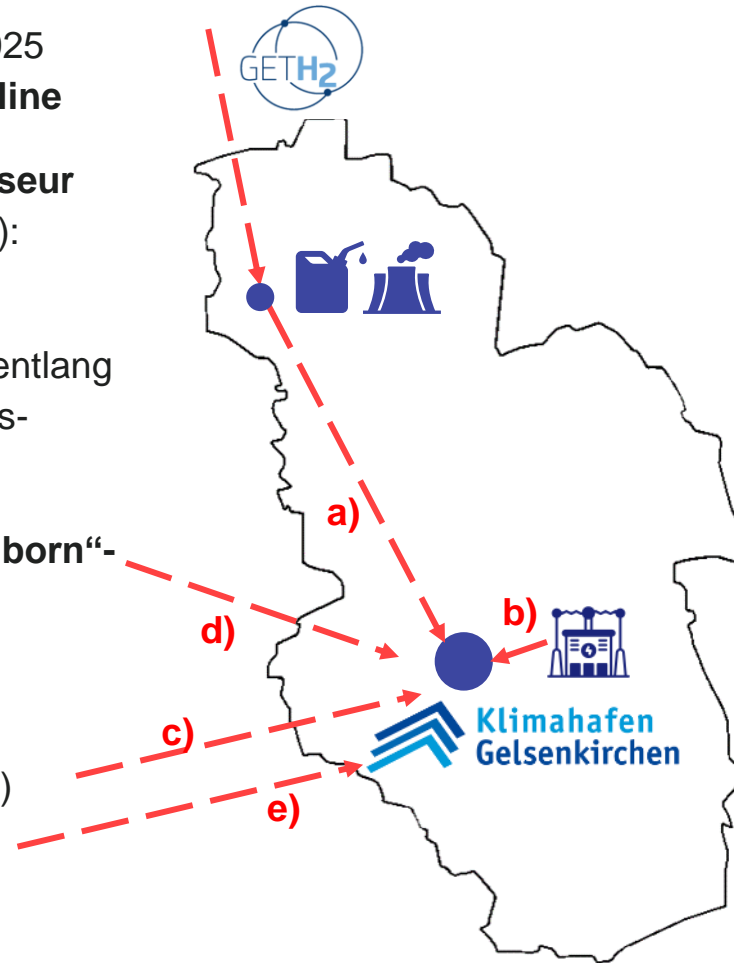 025
GETH2
line
seur
):
entlang
s-
a)
born“-
b)
d)
Klimahafen
Gelsenkirchen
c)
)
e)